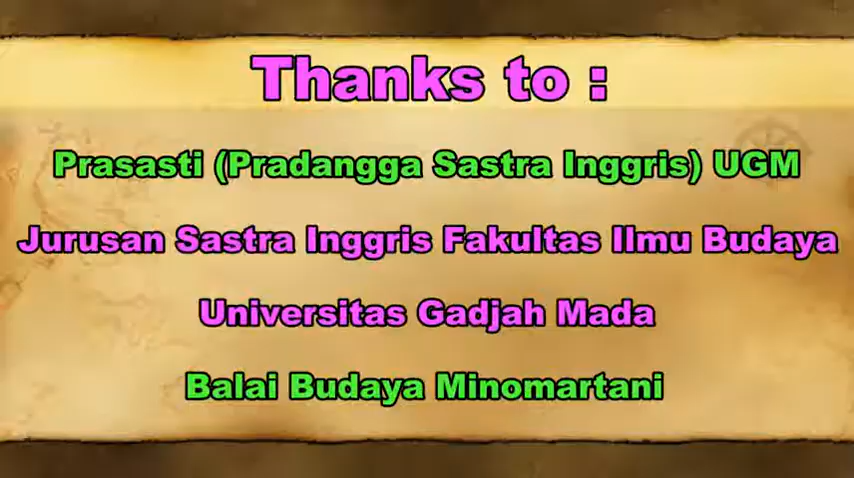 Thanks to :
Prasasti (Pradangga Sastra Inggris) UGM
Jurusan Sastra Inggris Fakultas Ilmu Budaya
Universitas Gadjah Mada
Balai Budaya Minomartani